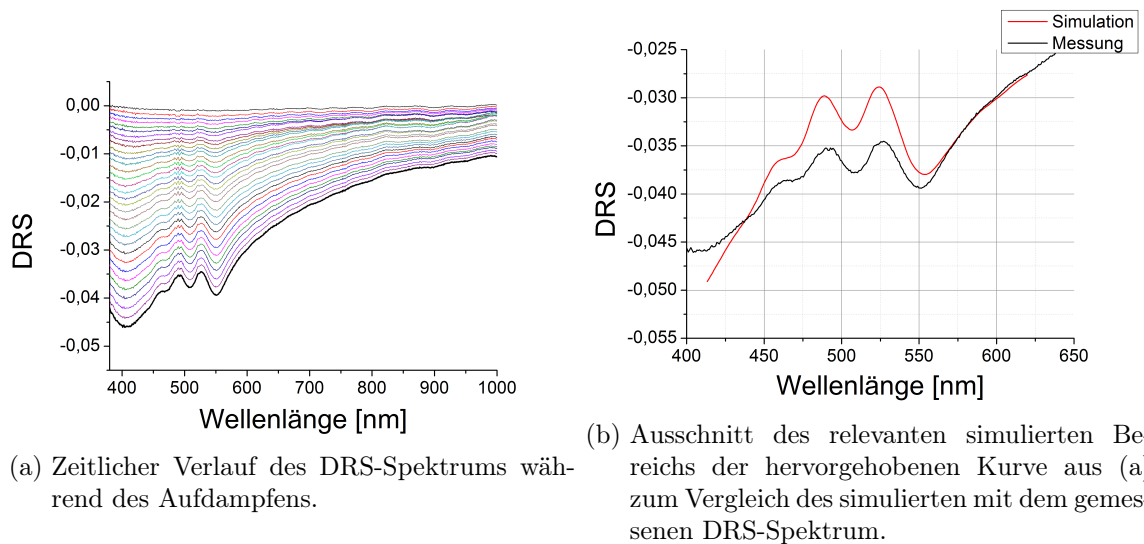 0,00
-0,01
-0,02
-0,03
-0,04
-0,05
DRS
400 500 600 700 800 900 1000
Wellenlänge [nm]
(a) Zeitlicher Verlauf des DRS-Spektrums wäh-
rend des Aufdampfens.
Simulation
Messung
-0,025
-0,030
-0,035
-0,040
-0,045
-0,050
-0,055
DRS
400 450 500 550 600 650
Wellenlänge [nm]
(b) Ausschnitt des relevanten simulierten Be-
reichs der hervorgehobenen Kurve aus (a)
zum Vergleich des simulierten mit dem gemes-
senen DRS-Spektrum.